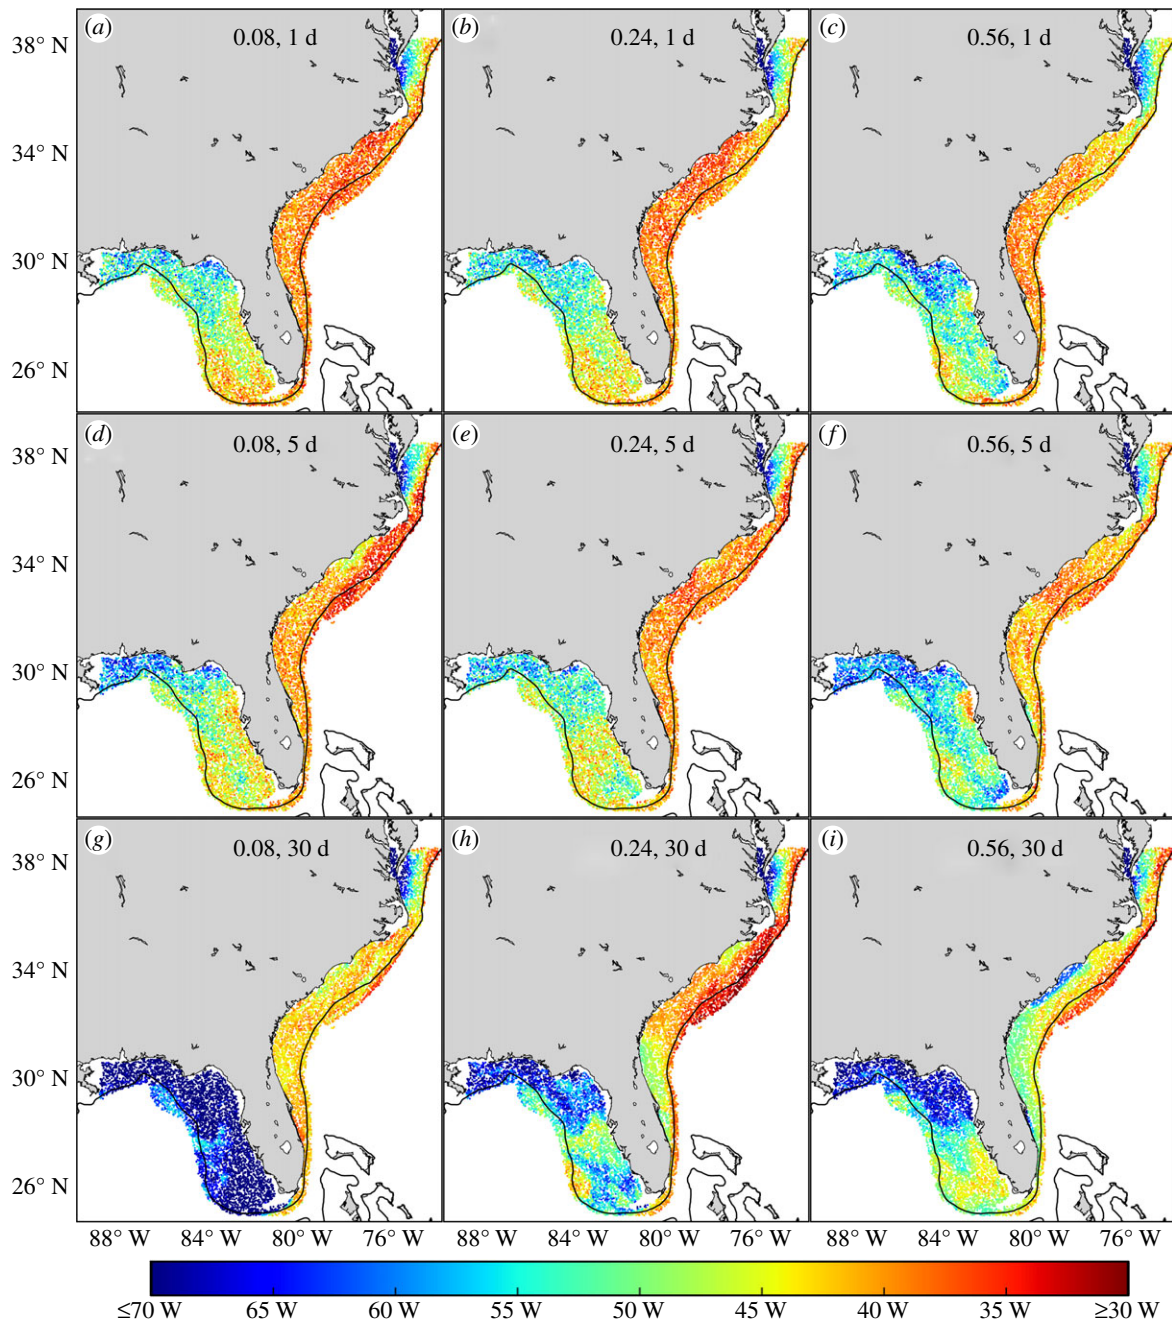 (a) 0.08, 1 d
(b) 0.24, 1 d
(c) 0.56, 1 d
38° N
34° N
30° N
26° N
(d) 0.08, 5 d
(e) 0.24, 5 d
(f) 0.56, 5 d
38° N
34° N
30° N
26° N
(g) 0.08, 30 d
(h) 0.24, 30 d
(i) 0.56, 30 d
38° N
34° N
30° N
26° N
88° W 84° W 80° W 76° W 88° W 84° W 80° W 76° W 88° W 84° W 80° W 76° W
≤70 W 65 W 60 W 55 W 50 W 45 W 40 W 35 W ≥30 W